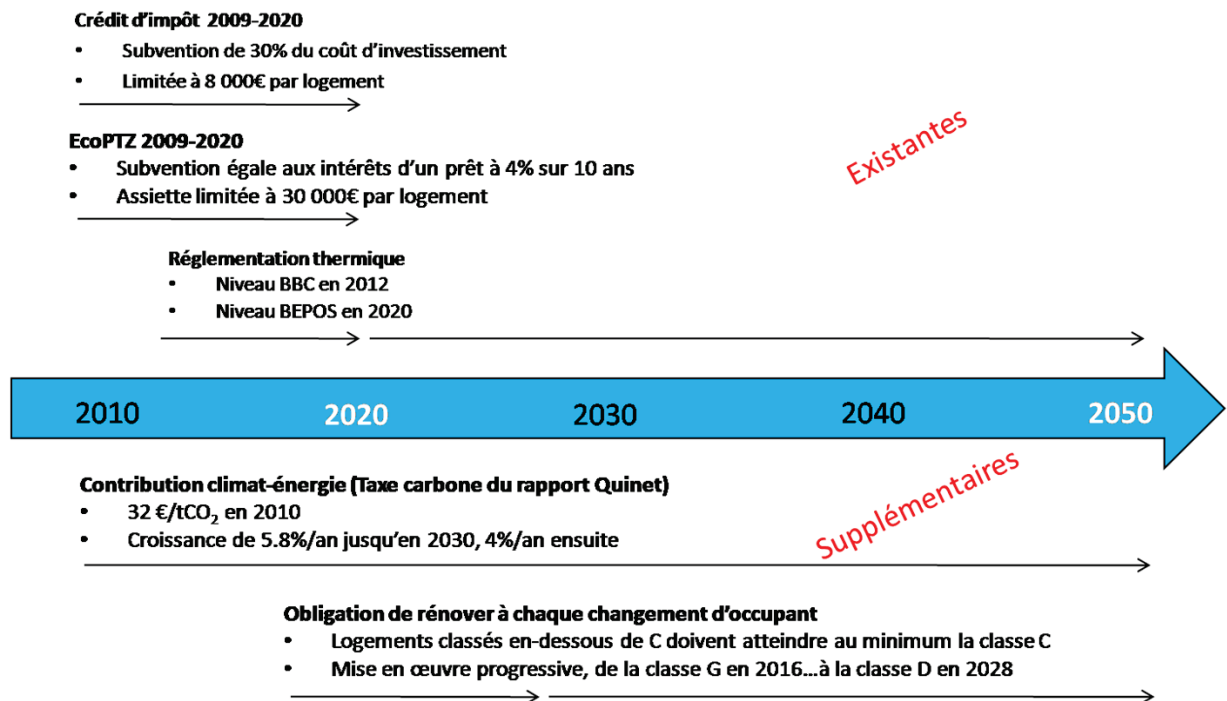 Crédit d'impôt 2009-2020
• Subvention de 30% du coût d'investissement
• Limitée à 8 000€ par logement
EcoPTZ 2009-2020
• Subvention égale aux intérêts d'un prêt à 4% sur 10 ans
• Assiette limitée à 30 000€ par logement
Existantes
Réglementation thermique
• Niveau BBC en 2012
• Niveau BEPOS en 2020
2010 2020 2030 2040 2050
Contribution climat-énergie (Taxe carbone du rapport Quinet)
• 32 €/tCO₂ en 2010
• Croissance de 5.8%/an jusqu'en 2030, 4%/an ensuite
Supplémentaires
Obligation de rénover à chaque changement d'occupant
• Logements classés en-dessous de C doivent atteindre au minimum la classe C
• Mise en œuvre progressive, de la classe G en 2016...à la classe D en 2028